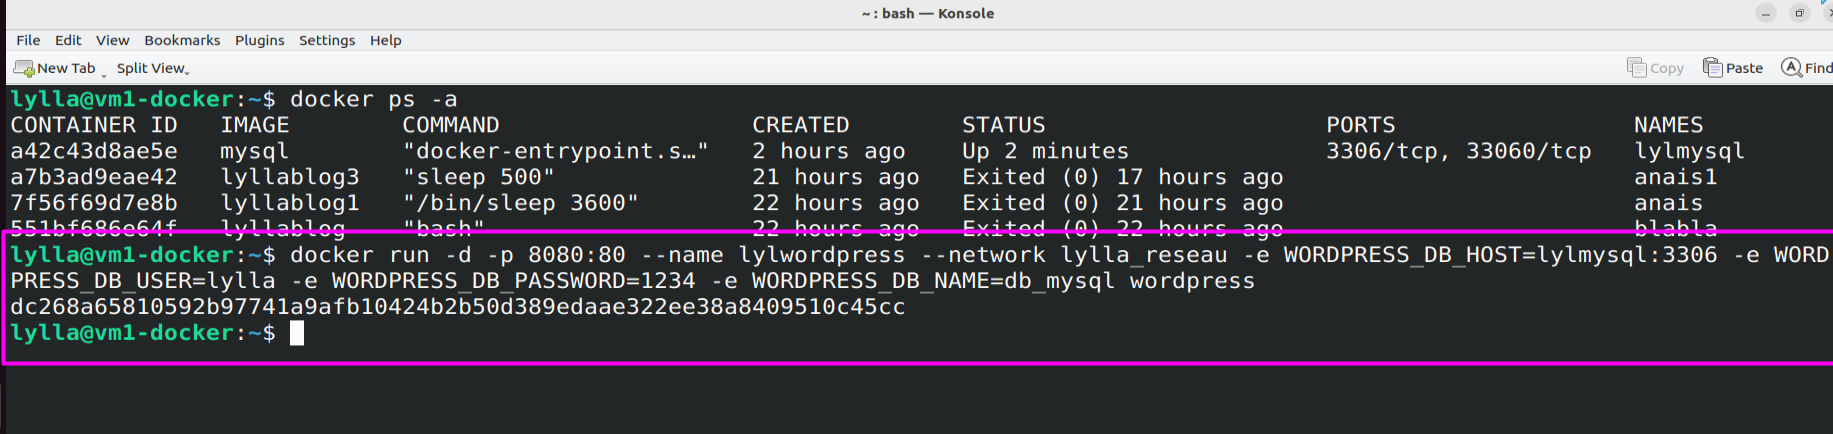 ~ : bash — Konsole
File Edit View Bookmarks Plugins Settings Help
New Tab Split View Copy Paste Find
lylla@vm1-docker:~$ docker ps -a
CONTAINER ID IMAGE COMMAND CREATED STATUS PORTS NAMES
a42c43d8ae5e mysql "docker-entrypoint.s…" 2 hours ago Up 2 minutes 3306/tcp, 33060/tcp lylmysql
a7b3ad9eae42 lyllablog3 "sleep 500" 21 hours ago Exited (0) 17 hours ago anais1
7f56f69d7e8b lyllablog1 "/bin/sleep 3600" 22 hours ago Exited (0) 21 hours ago anais
551bf686e64f lyllablog "bash" 22 hours ago Exited (0) 22 hours ago blabla
lylla@vm1-docker:~$ docker run -d -p 8080:80 --name lylwordpress --network lylla_reseau -e WORDPRESS_DB_HOST=lylmysql:3306 -e WORD
PRESS_DB_USER=lylla -e WORDPRESS_DB_PASSWORD=1234 -e WORDPRESS_DB_NAME=db_mysql wordpress
dc268a65810592b97741a9afb10424b2b50d389edaae322ee38a8409510c45cc
lylla@vm1-docker:~$